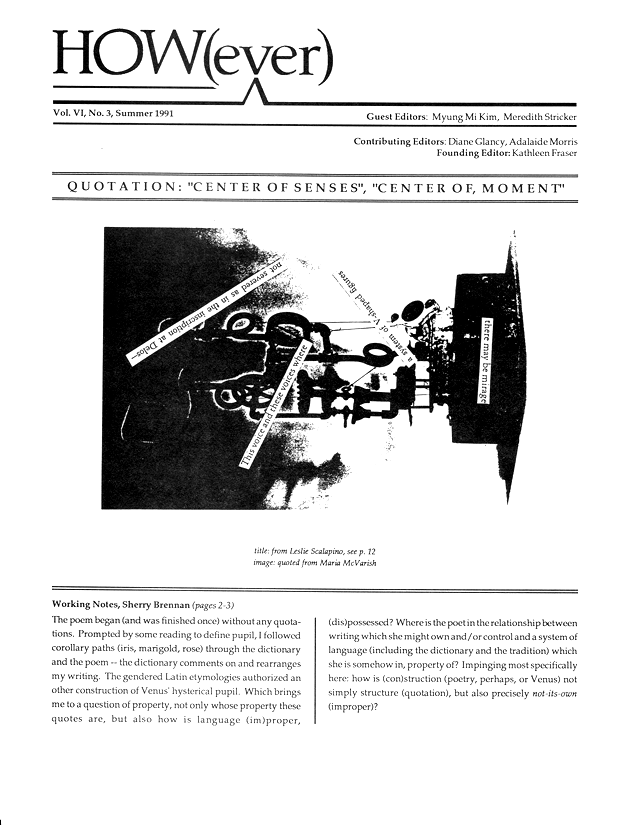 HOW(ever)
Vol. VI, No. 3, Summer 1991
Guest Editors: Myung Mi Kim, Meredith Stricker
Contributing Editors: Diane Glancy, Adalaide Morris
Founding Editor: Kathleen Fraser
QUOTATION: "CENTER OF SENSES", "CENTER OF, MOMENT"
not severed as in the inscription at Delos--
a system of V-shaped figures
This voice and these voices where
there may be mirage
title: from Leslie Scalapino, see p. 12
image: quoted from Maria McVarish
Working Notes, Sherry Brennan (pages 2-3)
The poem began (and was finished once) without any quota-
tions. Prompted by some reading to define pupil, I followed
corollary paths (iris, marigold, rose) through the dictionary
and the poem -- the dictionary comments on and rearranges
my writing. The gendered Latin etymologies authorized an
other construction of Venus' hysterical pupil. Which brings
me to a question of property, not only whose property these
quotes are, but also how is language (im)proper,
(dis)possessed? Where is the poet in the relationship between
writing which she might own and/or control and a system of
language (including the dictionary and the tradition) which
she is somehow in, property of? Impinging most specifically
here: how is (con)struction (poetry, perhaps, or Venus) not
simply structure (quotation), but also precisely not-its-own
(improper)?